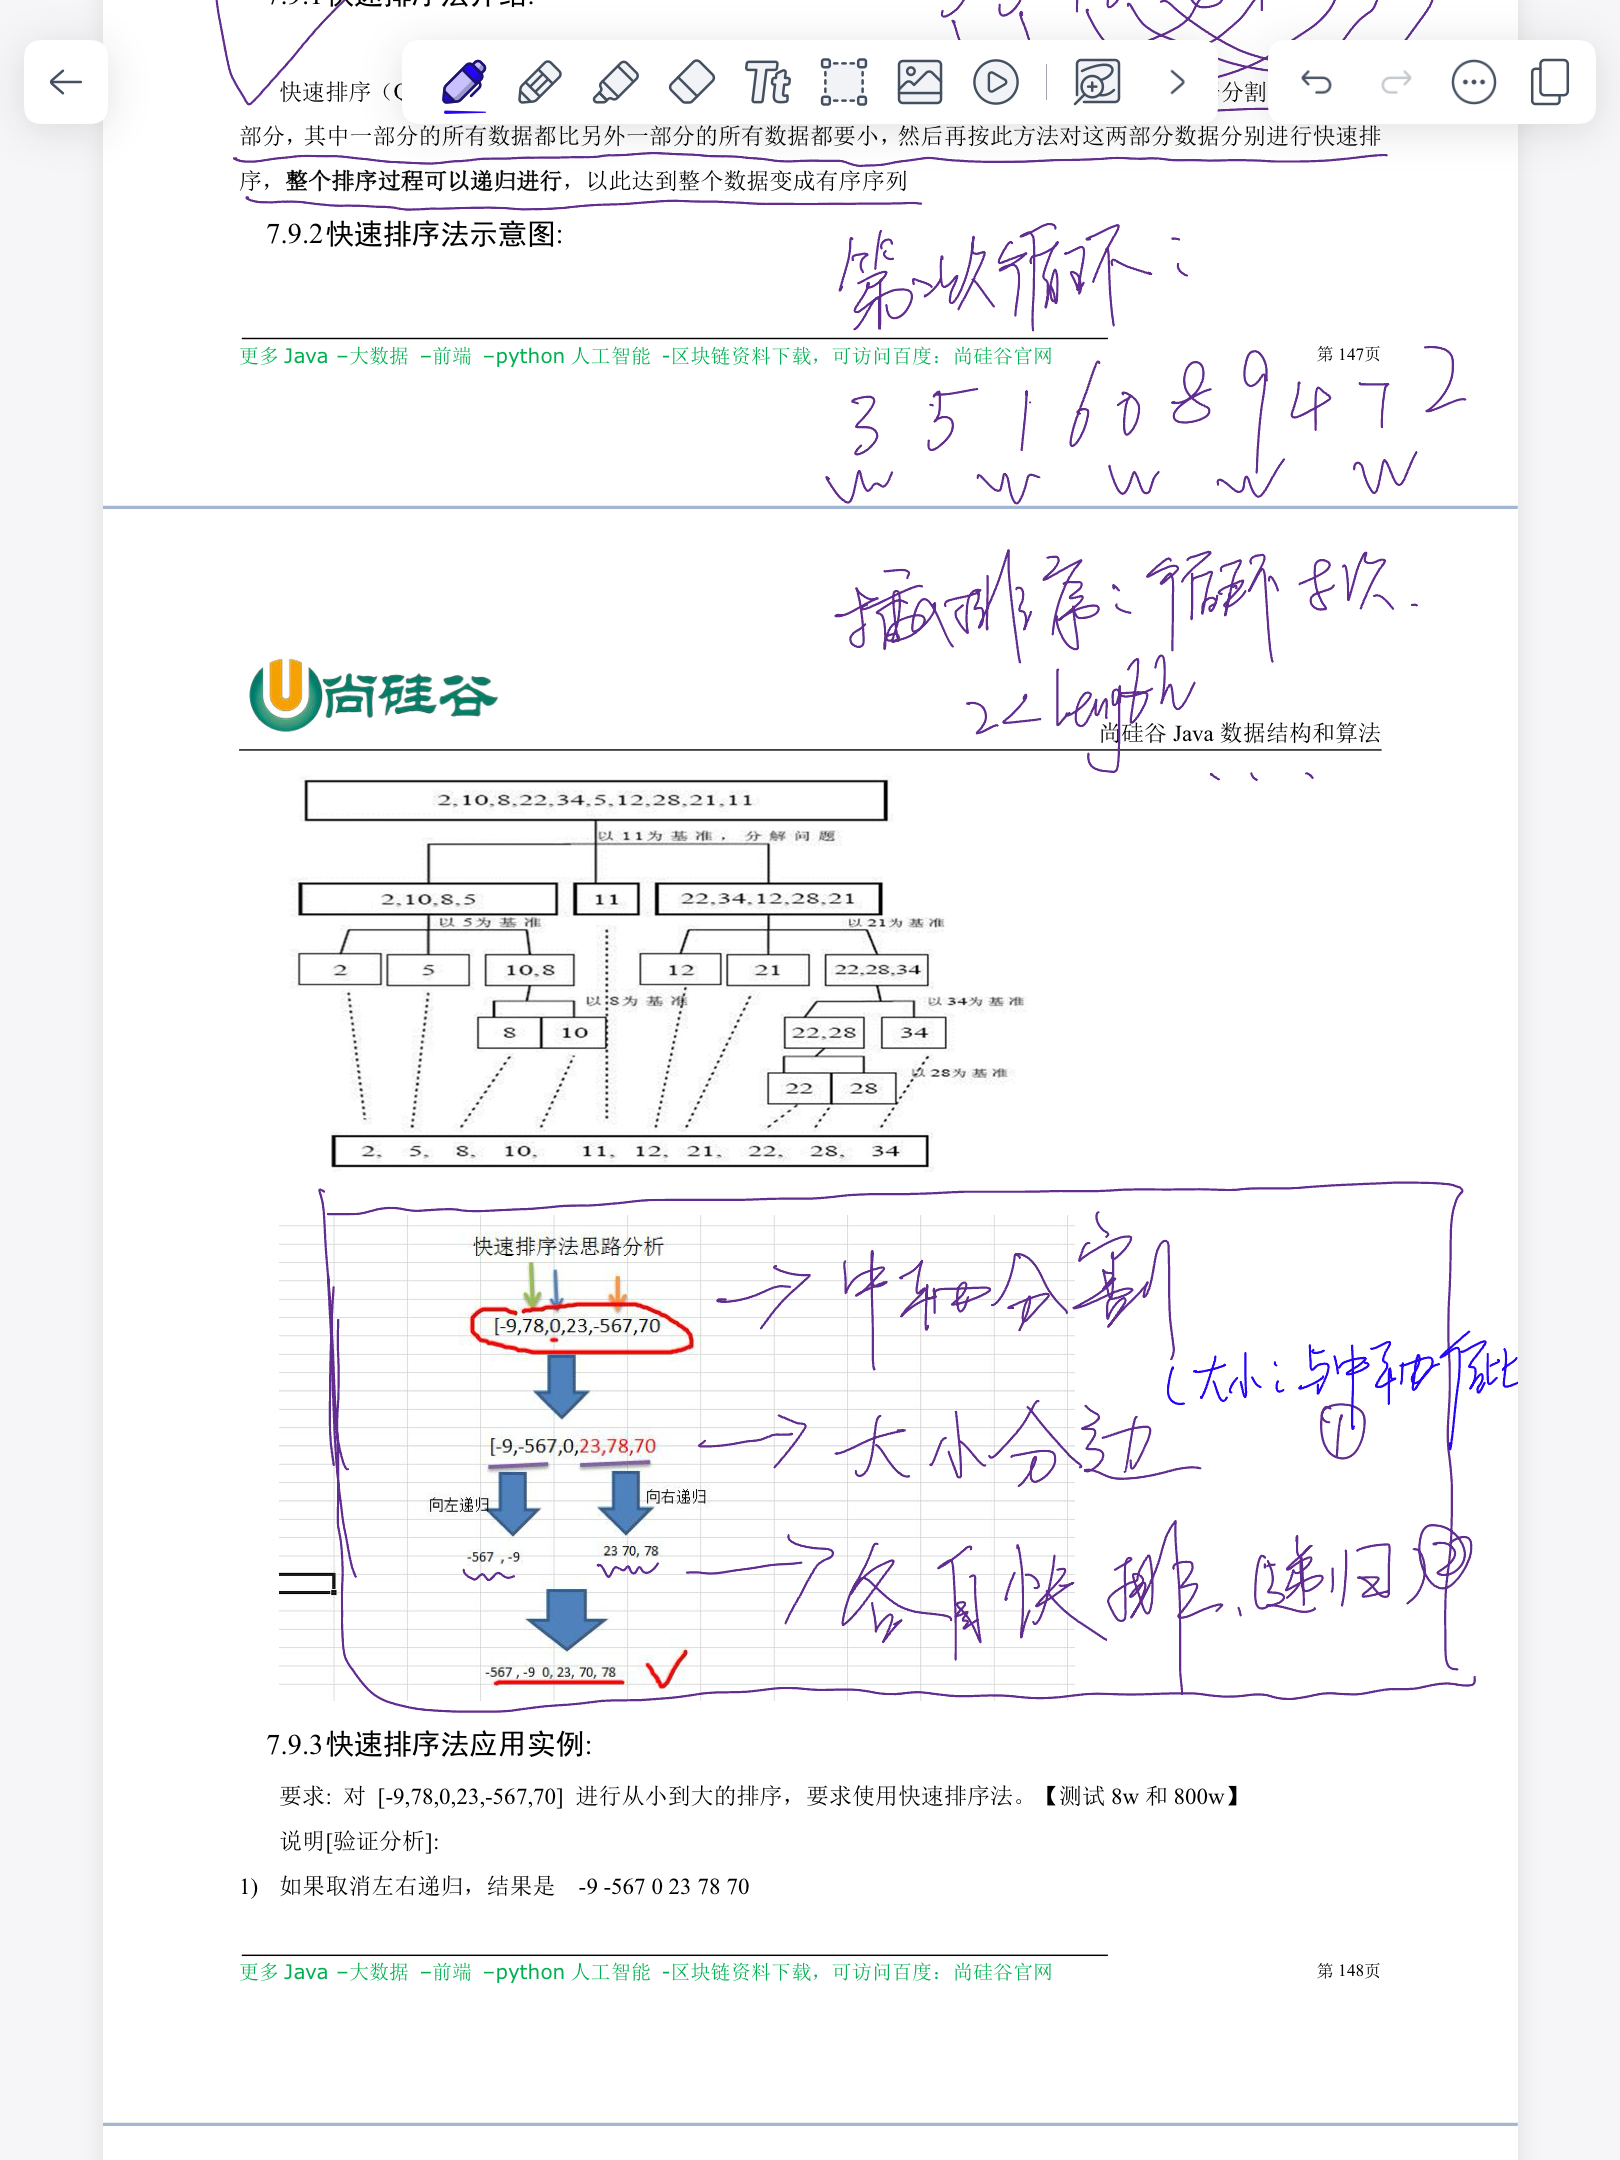 7.9.1快速排序法介绍:
快速排序（
分割
部分，其中一部分的所有数据都比另外一部分的所有数据都要小，然后再按此方法对这两部分数据分别进行快速排
序，整个排序过程可以递归进行，以此达到整个数据变成有序序列
7.9.2快速排序法示意图:
循环：
更多 Java –大数据 –前端 –python 人工智能 -区块链资料下载，可访问百度：尚硅谷官网
第 147页
3 5 1 6 0 8 9 4 7 2
排序：循环
2 < length
尚硅谷
尚硅谷 Java 数据结构和算法
2,10,8,22,34,5,12,28,21,11
以 11为 基 准 ， 分 解 问 题
2,10,8,5
11
22,34,12,28,21
以 5为 基 准
以 21为 基 准
2
5
10,8
12
21
22,28,34
以 8为 基 准
以 34为 基 准
8
10
22,28
34
以 28为 基 准
22
28
2, 5, 8, 10, 11, 12, 21, 22, 28, 34
快速排序法思路分析
[-9,78,0,23,-567,70
中轴分割
(大小：与中轴值比
①
[-9,-567,0,23,78,70
大小分边
向左递归
向右递归
-567 , -9
23 70, 78
各自快排、(递归) ②
-567 , -9 0, 23, 70, 78
7.9.3快速排序法应用实例:
要求: 对 [-9,78,0,23,-567,70] 进行从小到大的排序，要求使用快速排序法。【测试 8w 和 800w】
说明[验证分析]:
1) 如果取消左右递归，结果是 -9 -567 0 23 78 70
更多 Java –大数据 –前端 –python 人工智能 -区块链资料下载，可访问百度：尚硅谷官网
第 148页